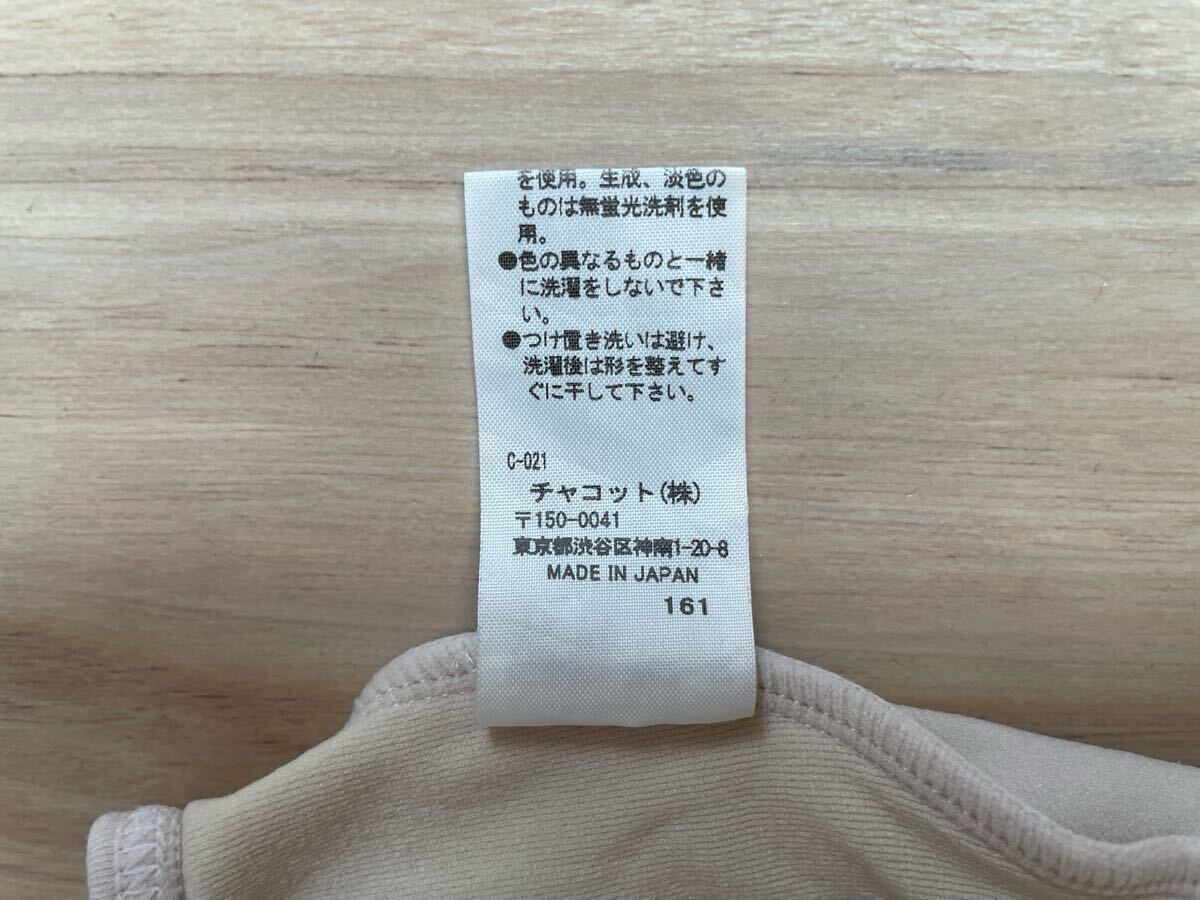 を使用。生成、淡色の
ものは無蛍光洗剤を使
用。
●色の異なるものと一緒
に洗濯をしないで下さ
い。
●つけ置き洗いは避け、
洗濯後は形を整えてす
ぐに干して下さい。
C-021
チャコット(株)
〒150-0041
東京都渋谷区神南1-20-8
MADE IN JAPAN
161